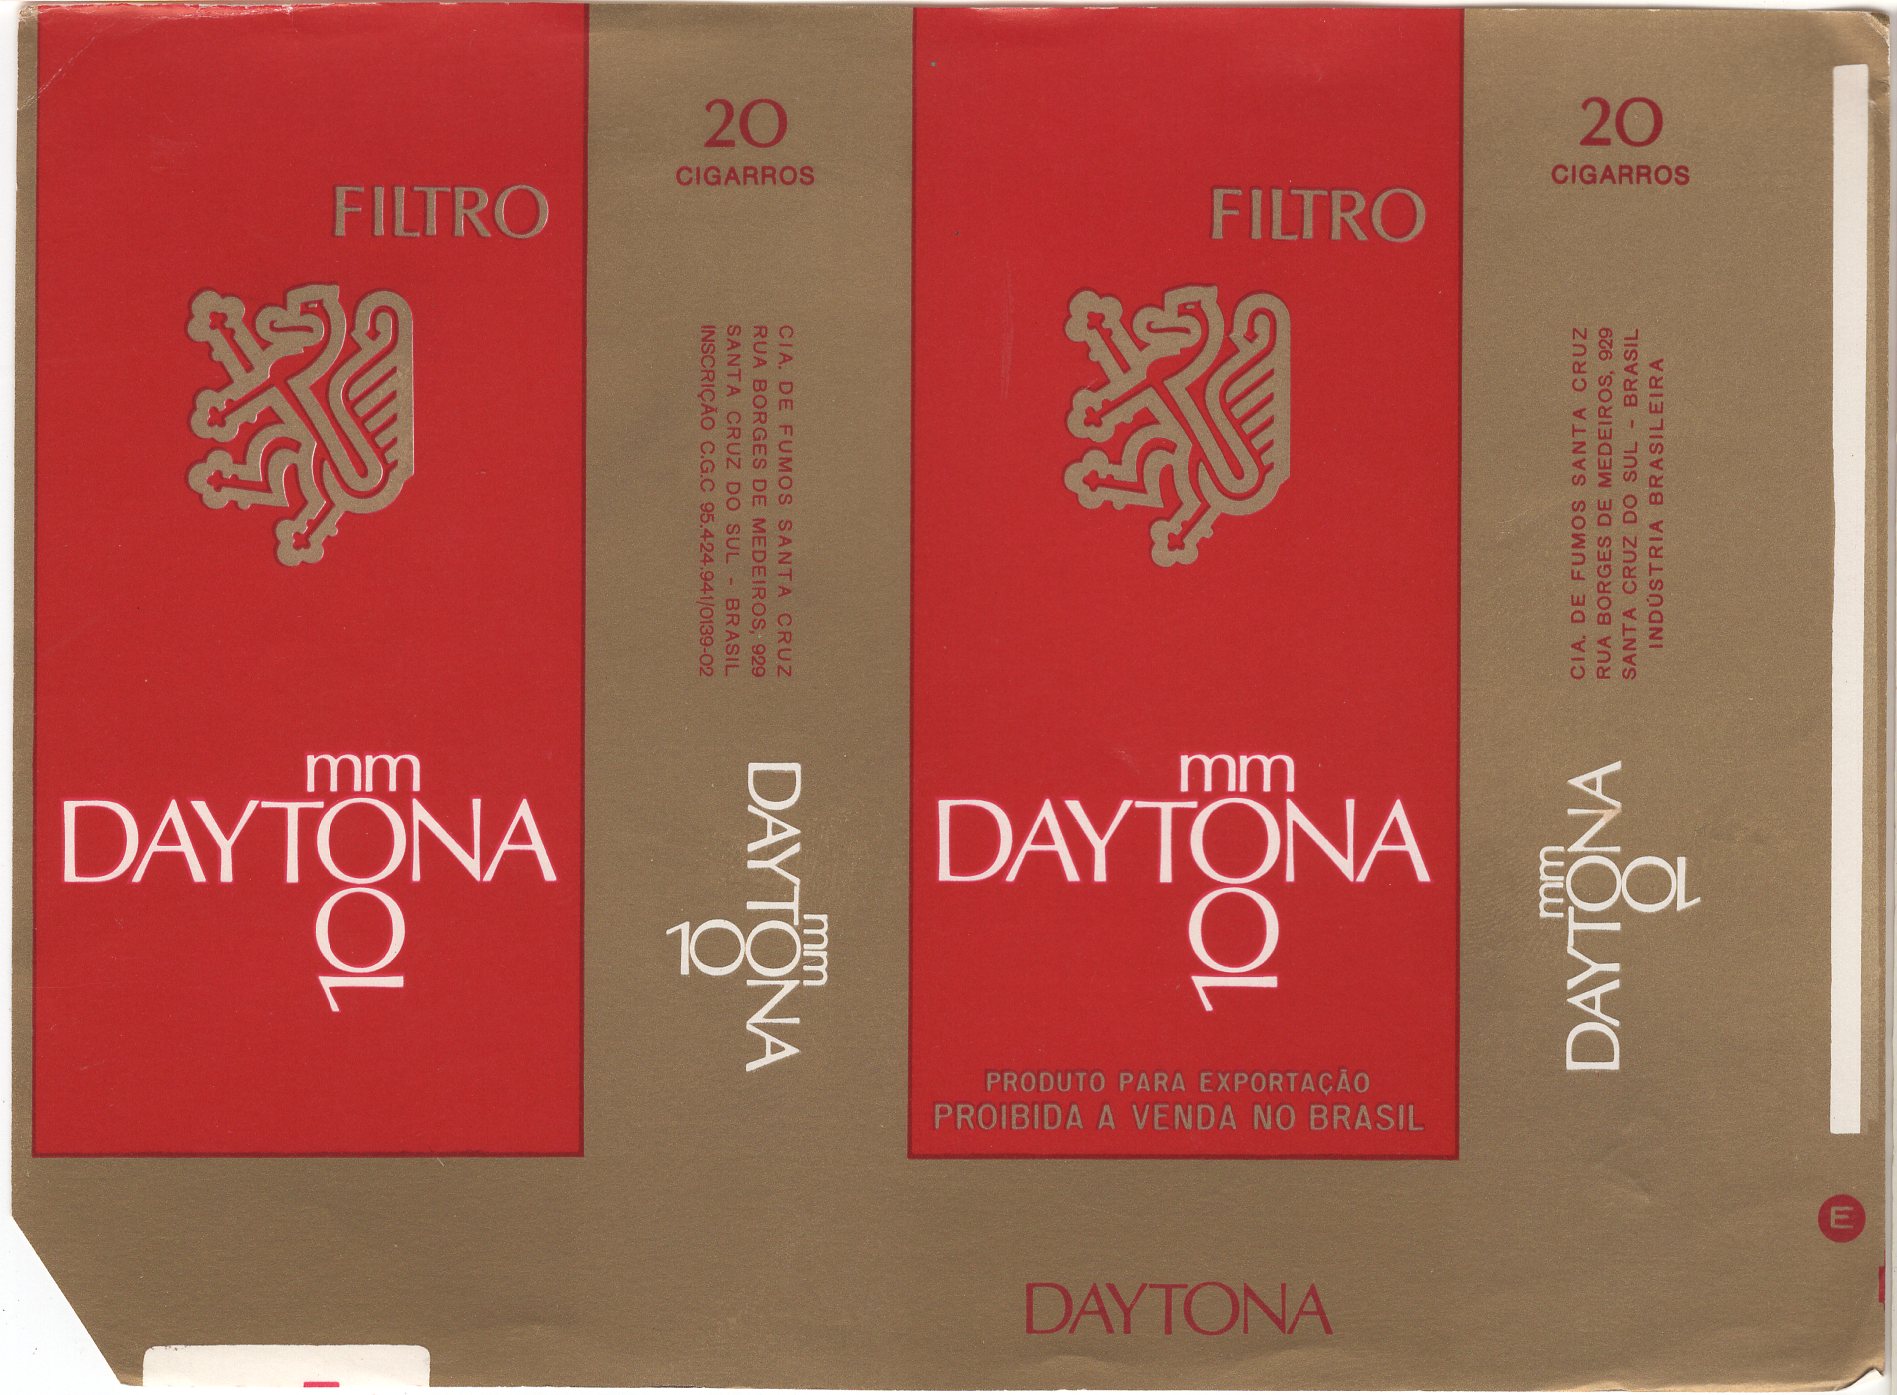 FILTRO
mm
DAYTONA
100
20
CIGARROS
CIA. DE FUMOS SANTA CRUZ
RUA BORGES DE MEDEIROS, 929
SANTA CRUZ DO SUL - BRASIL
INSCRIÇÃO C.G.C 95.424.941/0139-02
mm
DAYTONA
100
FILTRO
mm
DAYTONA
100
PRODUTO PARA EXPORTAÇÃO
PROIBIDA A VENDA NO BRASIL
20
CIGARROS
CIA. DE FUMOS SANTA CRUZ
RUA BORGES DE MEDEIROS, 929
SANTA CRUZ DO SUL - BRASIL
INDÚSTRIA BRASILEIRA
mm
DAYTONA
100
E
DAYTONA